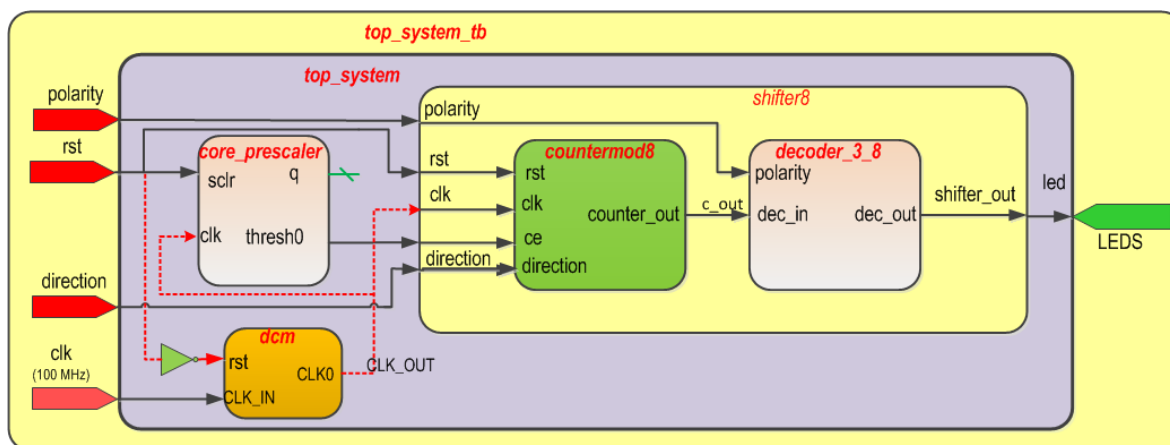 top_system_tb
top_system
polarity
rst
direction
clk
(100 MHz)
core_prescaler
sclr
q
clk
thresh0
dcm
rst
CLK0
CLK_IN
CLK_OUT
shifter8
polarity
rst
clk
direction
countermod8
rst
clk
counter_out
ce
direction
c_out
decoder_3_8
polarity
dec_in
dec_out
shifter_out
led
LEDS